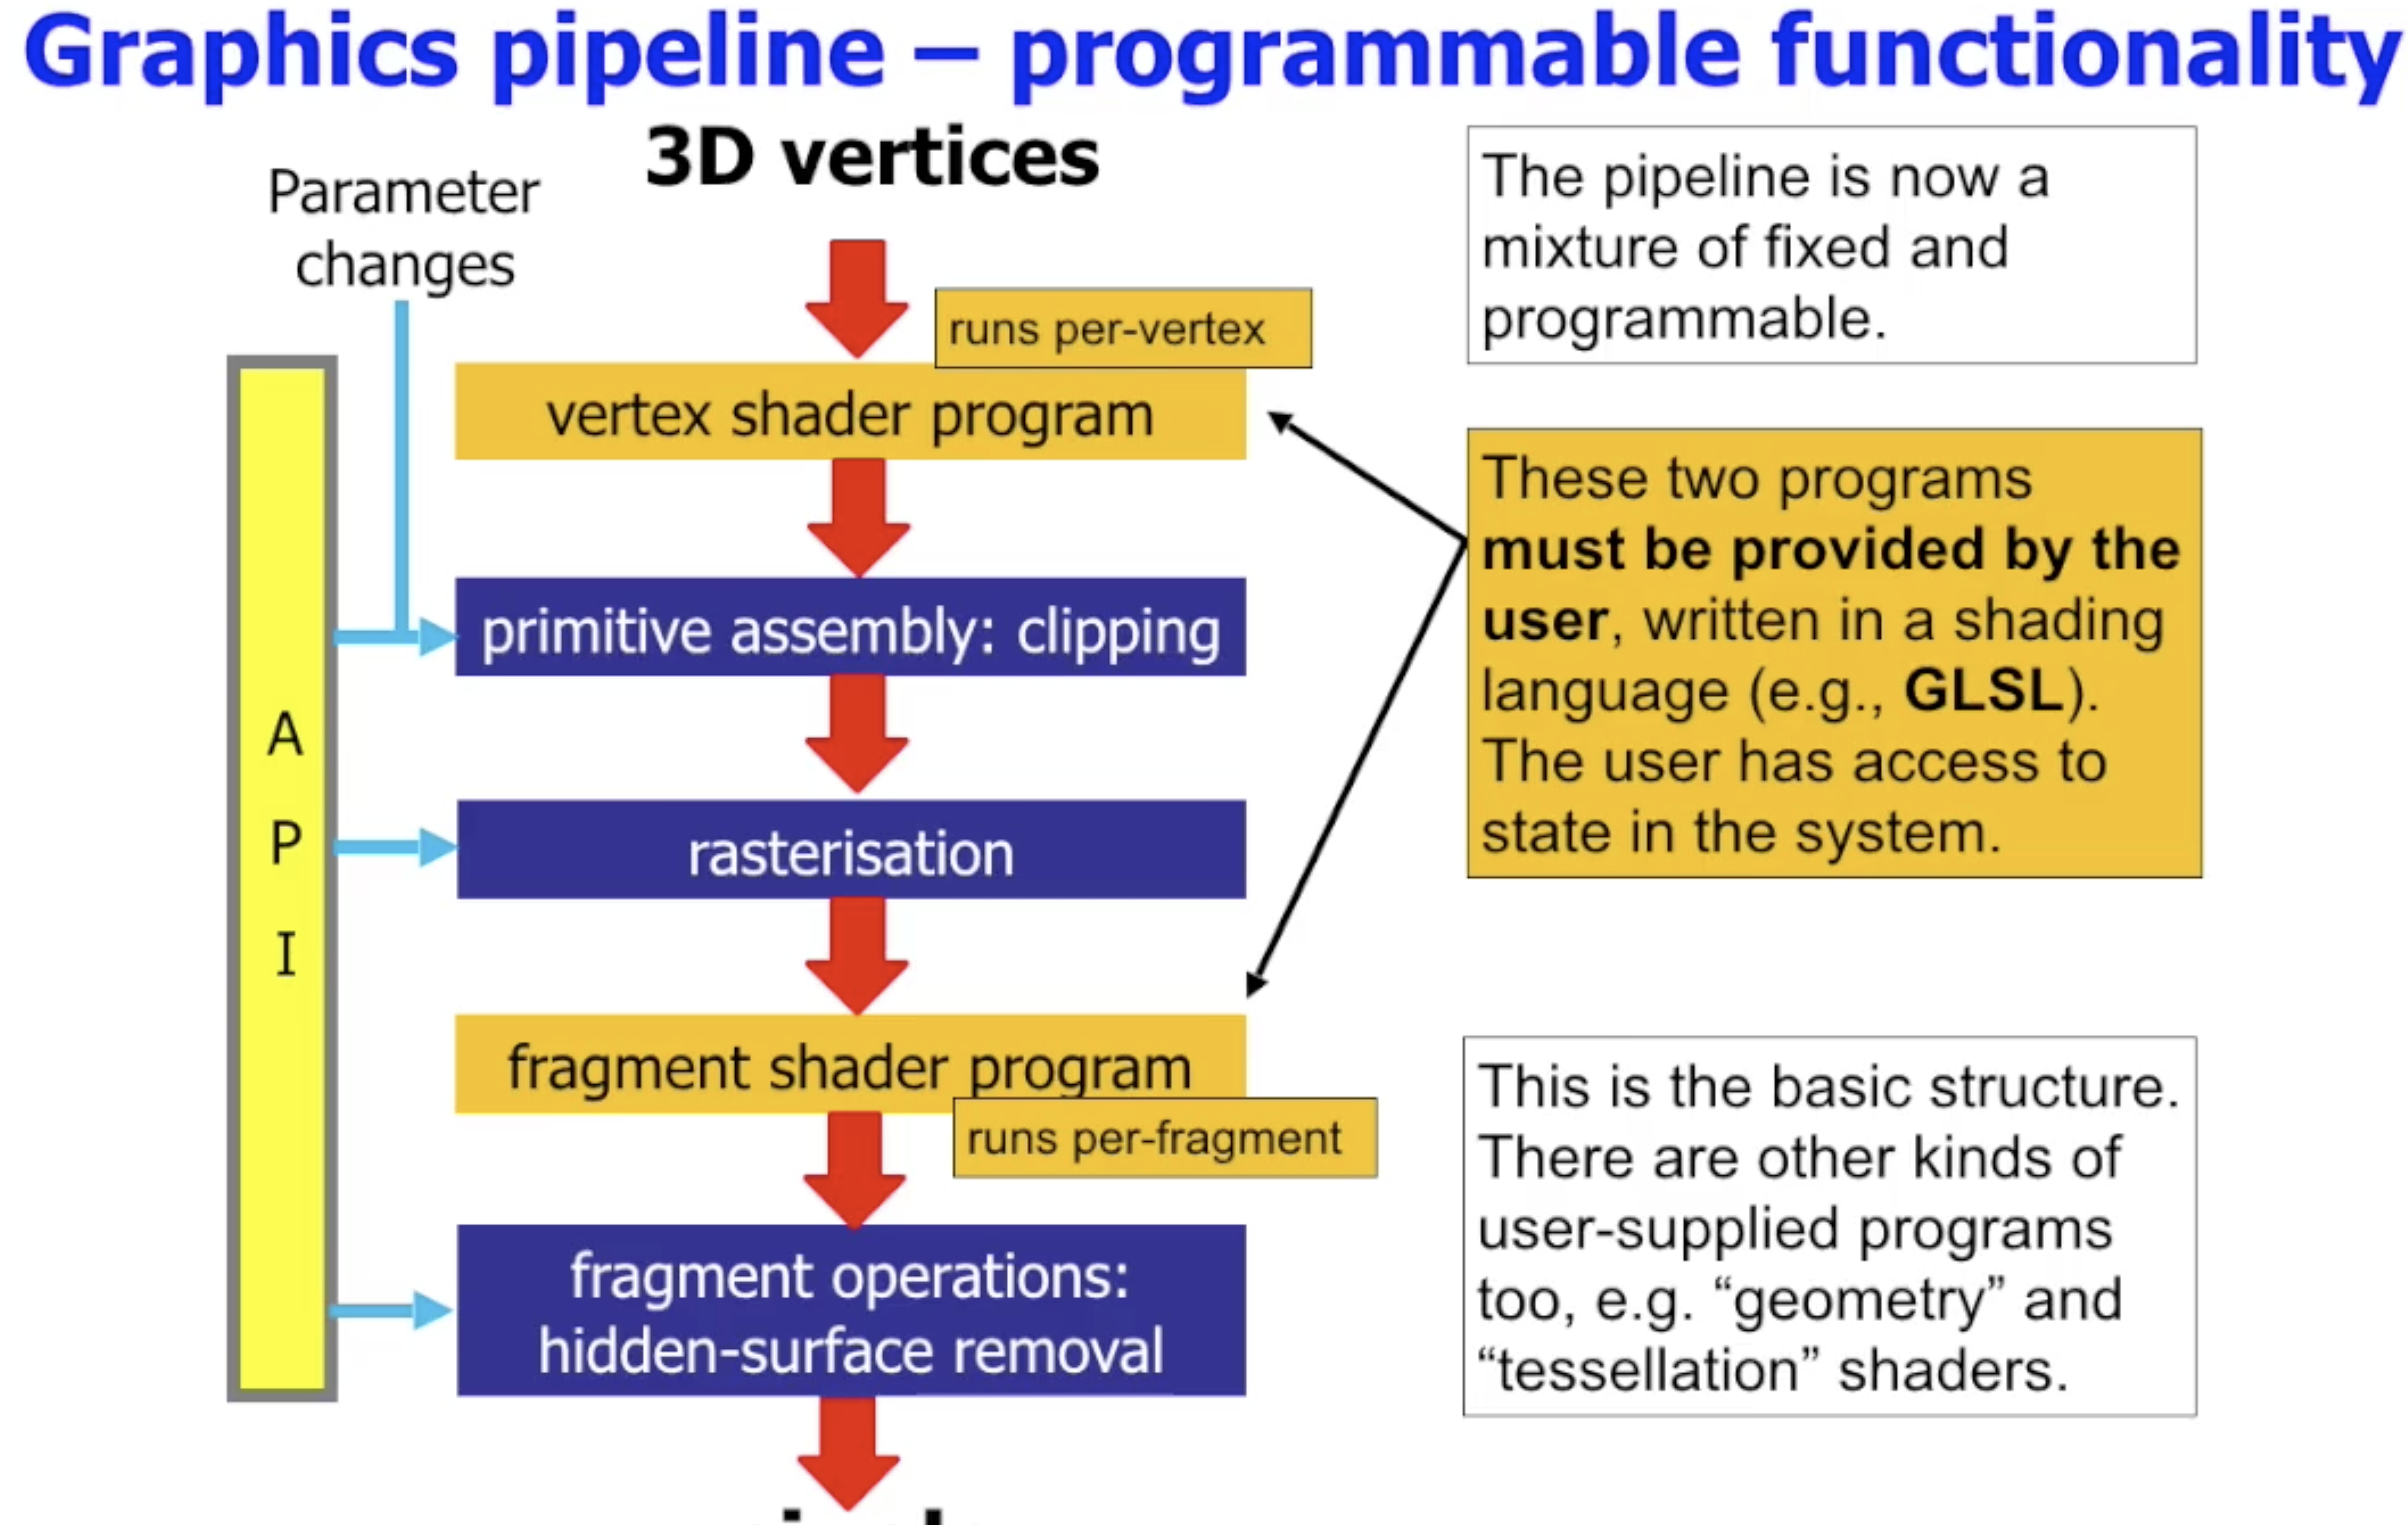 Graphics pipeline – programmable functionality
3D vertices
Parameter
changes
runs per-vertex
vertex shader program
primitive assembly: clipping
rasterisation
fragment shader program
runs per-fragment
fragment operations:
hidden-surface removal
A
P
I
The pipeline is now a
mixture of fixed and
programmable.
These two programs
must be provided by the
user, written in a shading
language (e.g., GLSL).
The user has access to
state in the system.
This is the basic structure.
There are other kinds of
user-supplied programs
too, e.g. “geometry” and
“tessellation” shaders.